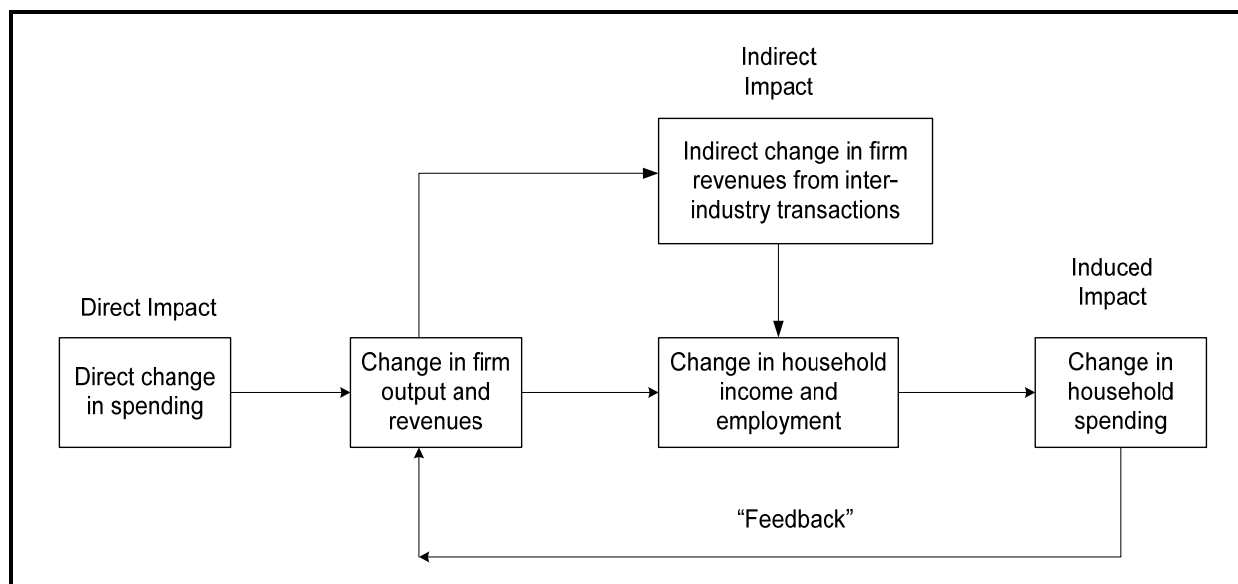 Indirect
Impact
Indirect change in firm
revenues from inter-
industry transactions
Induced
Impact
Direct Impact
Direct change
in spending
Change in firm
output and
revenues
Change in household
income and
employment
Change in
household
spending
“Feedback”